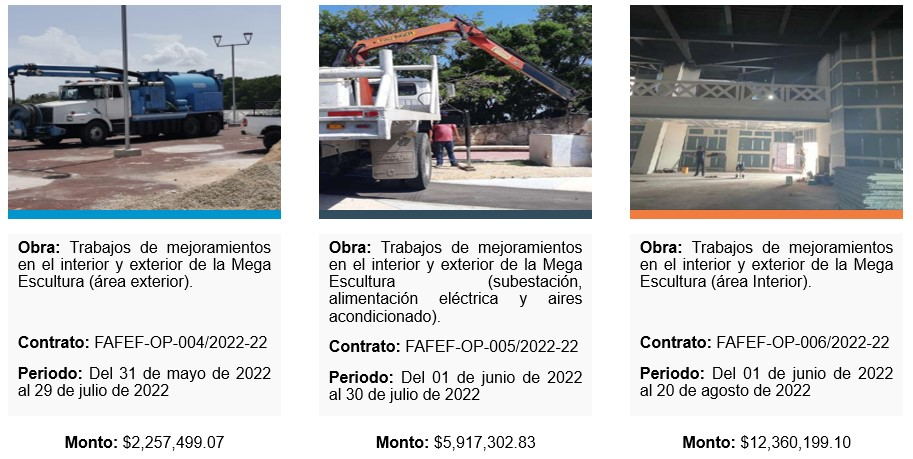 Obra: Trabajos de mejoramientos
en el interior y exterior de la Mega
Escultura (área exterior).
Contrato: FAFEF-OP-004/2022-22
Periodo: Del 31 de mayo de 2022
al 29 de julio de 2022
Monto: $2,257,499.07
Obra: Trabajos de mejoramientos
en el interior y exterior de la Mega
Escultura (subestación,
alimentación eléctrica y aires
acondicionado).
Contrato: FAFEF-OP-005/2022-22
Periodo: Del 01 de junio de 2022
al 30 de julio de 2022
Monto: $5,917,302.83
Obra: Trabajos de mejoramientos
en el interior y exterior de la Mega
Escultura (área Interior).
Contrato: FAFEF-OP-006/2022-22
Periodo: Del 01 de junio de 2022
al 20 de agosto de 2022
Monto: $12,360,199.10